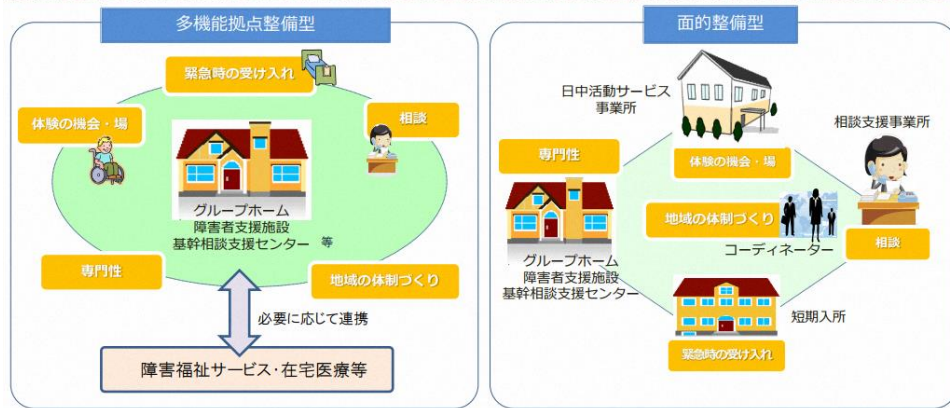 多機能拠点整備型
緊急時の受け入れ
体験の機会・場
相談
グループホーム
障害者支援施設
基幹相談支援センター 等
専門性
地域の体制づくり
必要に応じて連携
障害福祉サービス・在宅医療等
面的整備型
日中活動サービス
事業所
相談支援事業所
専門性
体験の機会・場
地域の体制づくり
コーディネーター
相談
グループホーム
障害者支援施設
基幹相談支援センター
短期入所
緊急時の受け入れ